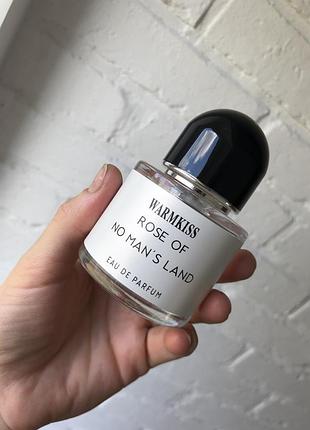 WARMKISS
ROSE OF
NO MAN'S LAND
EAU DE PARFUM